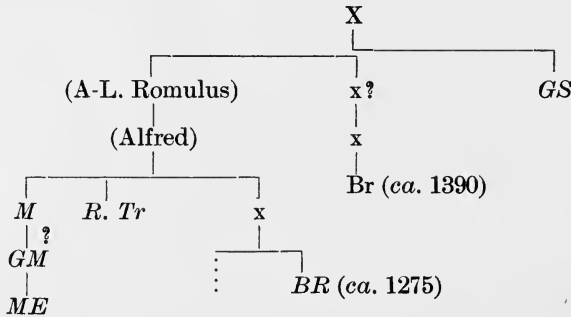 X
(A-L. Romulus) x? GS
(Alfred) x
Br (ca. 1390)
M R. Tr x
?
GM
BR (ca. 1275)
ME